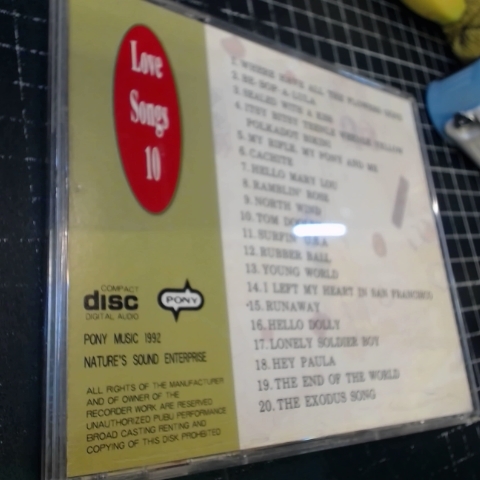 Love
Songs
10
COMPACT
disc
DIGITAL AUDIO
PONY
PONY MUSIC 1992
NATURE'S SOUND ENTERPRISE
ALL RIGHTS OF THE MANUFACTURER
AND OF OWNER OF THE
RECORDER WORK ARE RESERVED
UNAUTHORIZED PUBLI PERFORMANCE
BROAD CASTING RENTING AND
COPYING OF THIS DISK PROHIBITED
1. WHERE HAVE ALL THE FLOWERS GONE
2. BE-BOP-A-LULA
3. SEALED WITH A KISS
4. ITSY BITSY TEENIE WEENIE YELLOW
POLKADOT BIKINI
5. MY RIFLE, MY PONY AND ME
6. CACHITE
7. HELLO MARY LOU
8. RAMBLIN' ROSE
9. NORTH WIND
10. TOM
11. SURFIN' U.S.A
12. RUBBER BALL
13. YOUNG WORLD
14. I LEFT MY HEART IN SAN FRANCISCO
15. RUNAWAY
16. HELLO DOLLY
17. LONELY SOLDIER BOY
18. HEY PAULA
19. THE END OF THE WORLD
20. THE EXODUS SONG